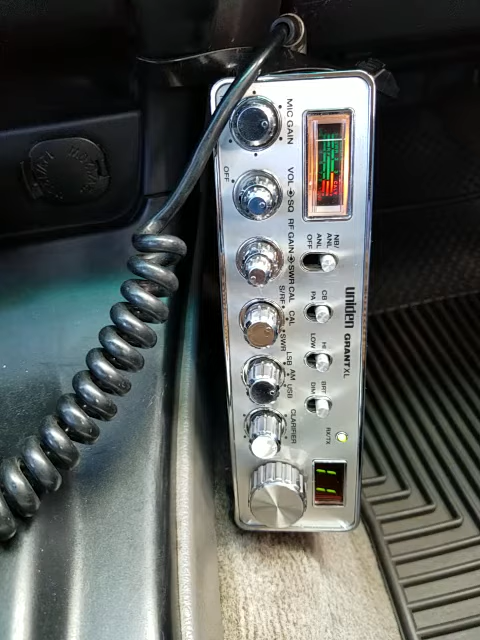 MIC GAIN
OFF
VOL SQ
RF GAIN SWR CAL
S/RF CAL SWR
LSB AM USB
CLARIFIER
NB/
ANL
ANL
OFF
CB
PA
HI
LOW
BRT
DIM
RX/TX
uniden GRANT XL
11